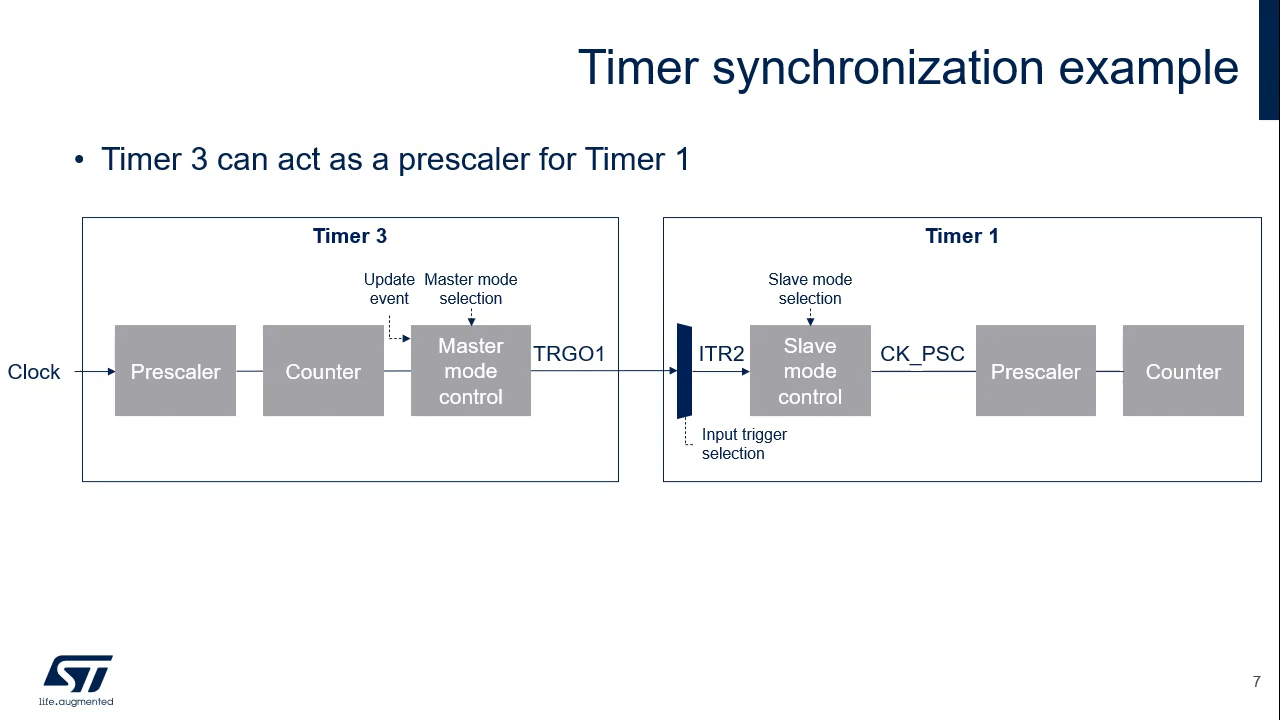 Timer synchronization example
• Timer 3 can act as a prescaler for Timer 1
Timer 3
Update
event
Master mode
selection
Clock
Prescaler
Counter
Master
mode
control
TRGO1
Timer 1
Slave mode
selection
ITR2
Slave
mode
control
CK_PSC
Prescaler
Counter
Input trigger
selection
ST
life.augmented
7